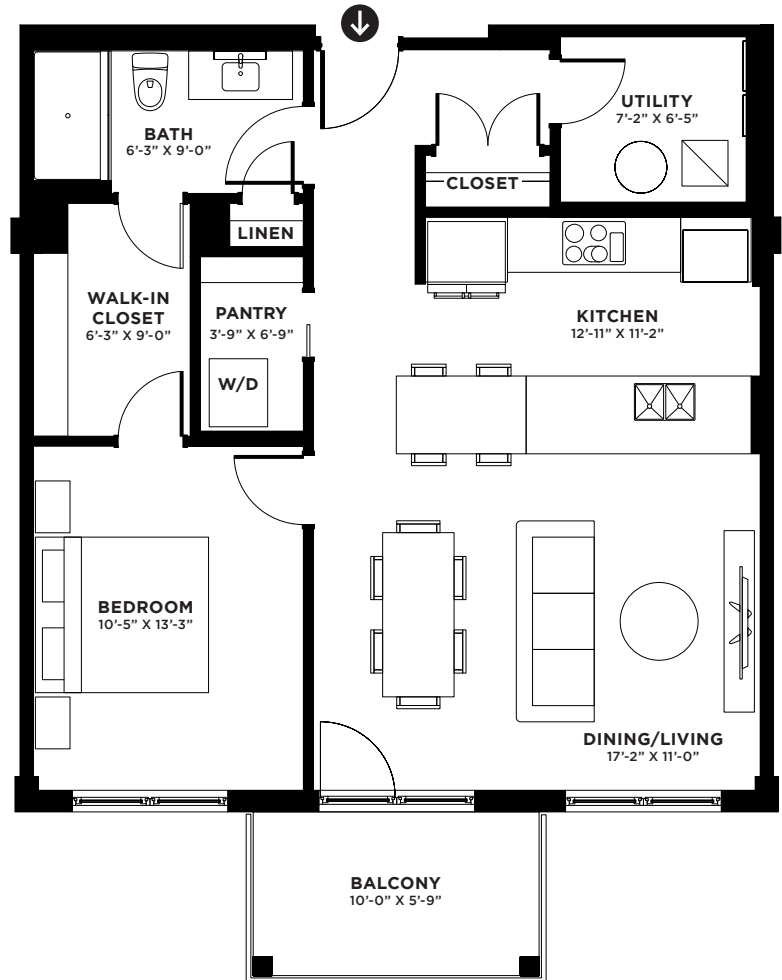 UTILITY
7’-2” X 6’-5”
BATH
6’-3” X 9’-0”
CLOSET
LINEN
WALK-IN
CLOSET
6’-3” X 9’-0”
PANTRY
3’-9” X 6’-9”
W/D
KITCHEN
12’-11” X 11’-2”
BEDROOM
10’-5” X 13’-3”
DINING/LIVING
17’-2” X 11’-0”
BALCONY
10’-0” X 5’-9”